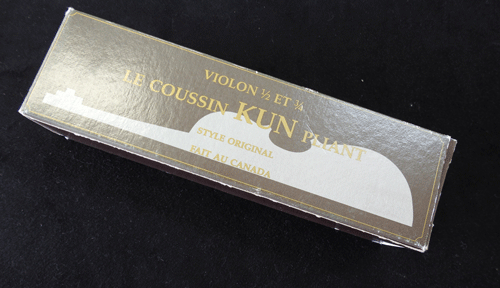 VIOLON ½ ET ¼
LE COUSSIN KUN PLIANT
STYLE ORIGINAL
FAIT AU CANADA